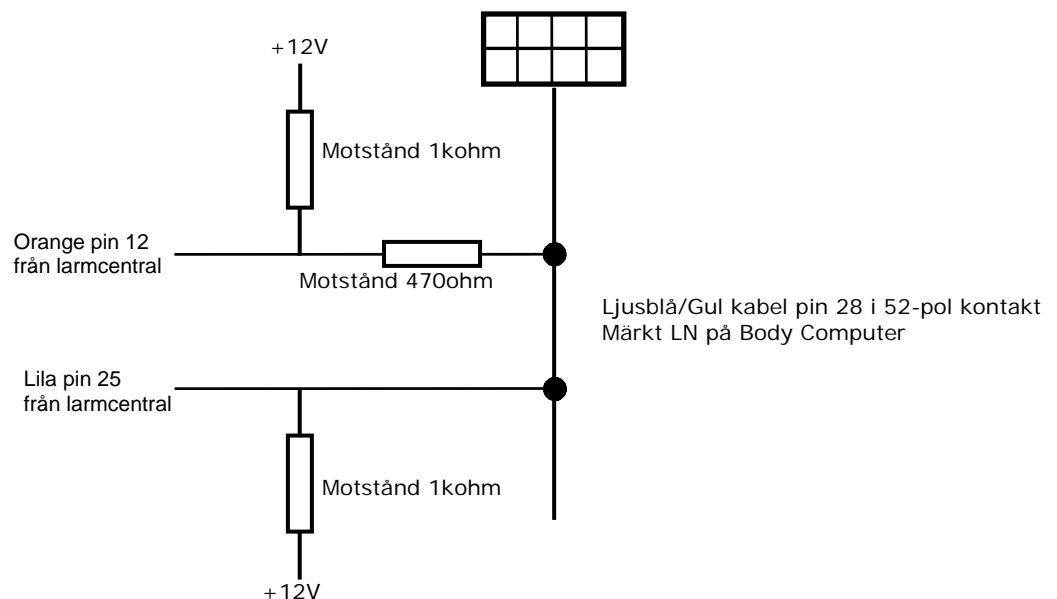 +12V
Motstånd 1kohm
Orange pin 12
från larmcentral
Motstånd 470ohm
Ljusblå/Gul kabel pin 28 i 52-pol kontakt
Märkt LN på Body Computer
Lila pin 25
från larmcentral
Motstånd 1kohm
+12V